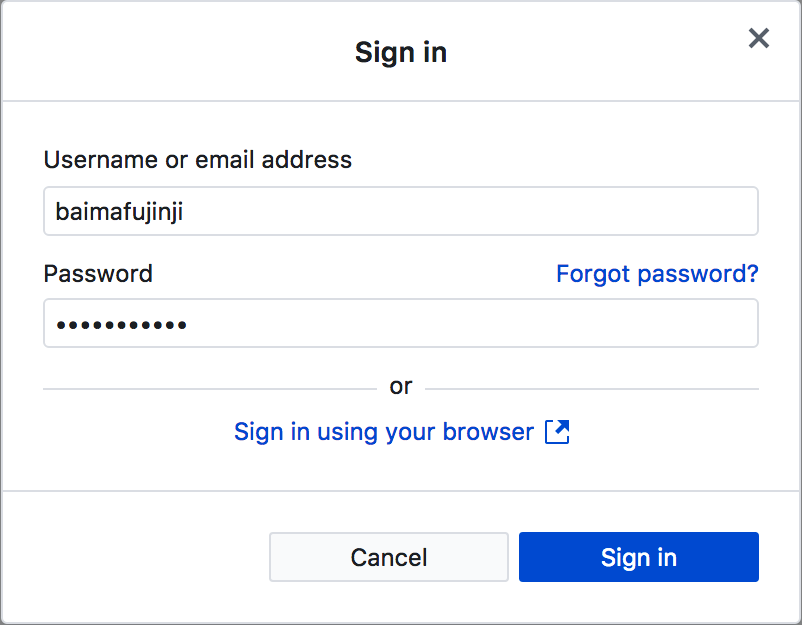 Sign in
Username or email address
baimafujinji
Password Forgot password?
•••••••••••
or
Sign in using your browser
Cancel Sign in